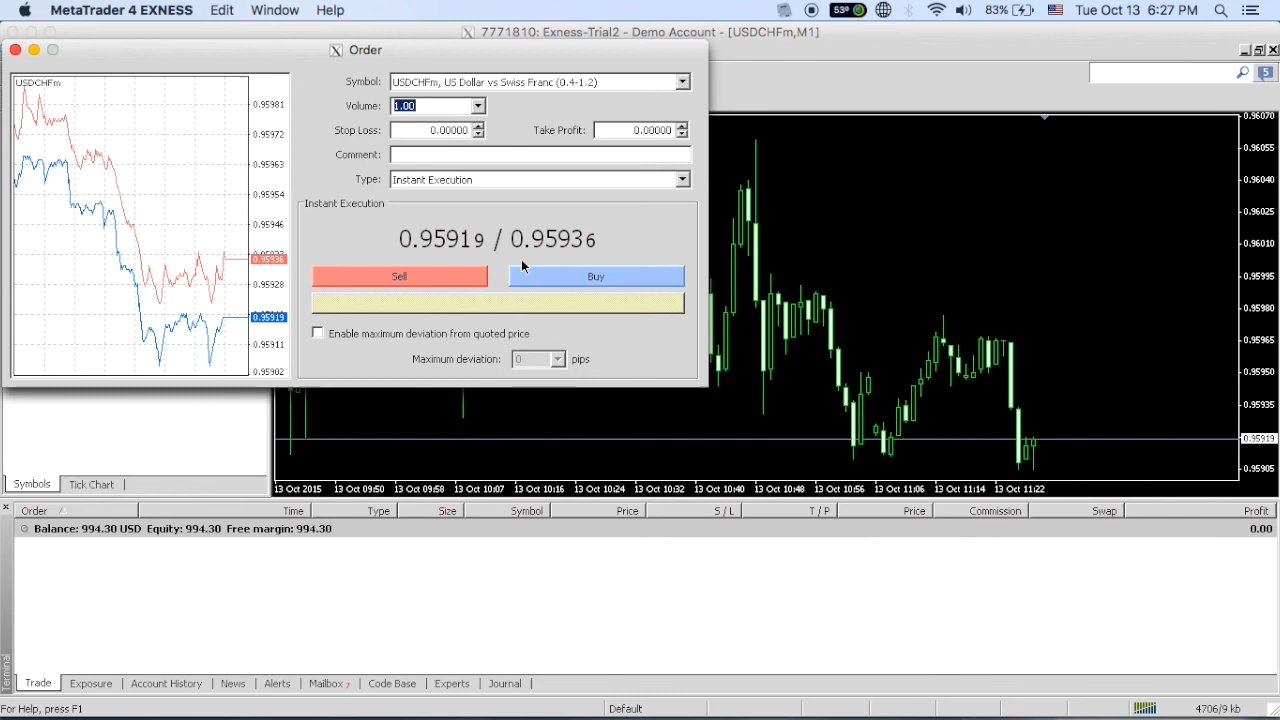 MetaTrader 4 EXNESS Edit Window Help 53° 83% Tue Oct 13 6:27 PM
7771810: Exness-Trial2 - Demo Account - [USDCHFm,M1]
Order
5
USDCHFm
0.95981
0.95972
0.95963
0.95954
0.95946
0.95936
0.95928
0.95919
0.95911
0.95902
Symbol: USDCHFm, US Dollar vs Swiss Franc (0.4-1.2)
Volume: 1.00
Stop Loss: 0.00000 Take Profit: 0.00000
Comment:
Type: Instant Execution
Instant Execution
0.95919 / 0.95936
Sell Buy
Enable maximum deviation from quoted price
Maximum deviation: 0 pips
0.96070
0.96055
0.96040
0.96025
0.96010
0.95995
0.95980
0.95965
0.95950
0.95935
0.95919
0.95905
Symbols Tick Chart
13 Oct 2015 13 Oct 09:50 13 Oct 09:58 13 Oct 10:07 13 Oct 10:16 13 Oct 10:24 13 Oct 10:32 13 Oct 10:40 13 Oct 10:48 13 Oct 10:56 13 Oct 11:06 13 Oct 11:14 13 Oct 11:22
Order Time Type Size Symbol Price S / L T / P Price Commission Swap Profit
Balance: 994.30 USD Equity: 994.30 Free margin: 994.30 0.00
Terminal
Trade Exposure Account History News Alerts Mailbox 7 Code Base Experts Journal
For Help, press F1 Default 4706/9 kb